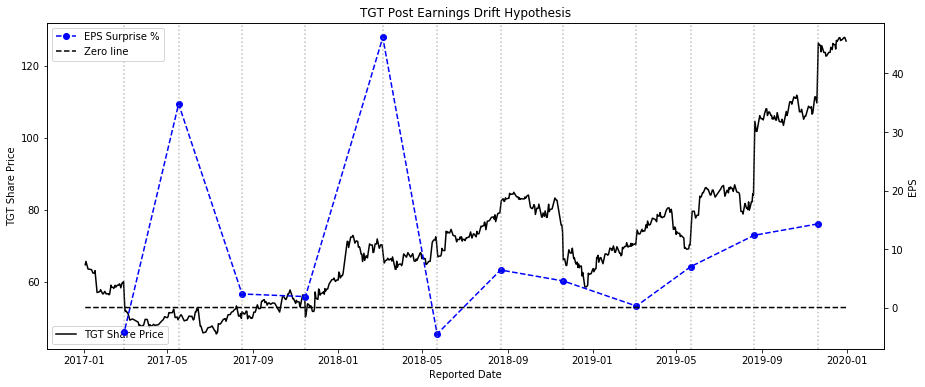 TGT Post Earnings Drift Hypothesis
EPS Surprise %
Zero line
TGT Share Price
120
100
80
60
TGT Share Price
40
30
20
10
0
EPS
2017-01
2017-05
2017-09
2018-01
2018-05
2018-09
2019-01
2019-05
2019-09
2020-01
Reported Date